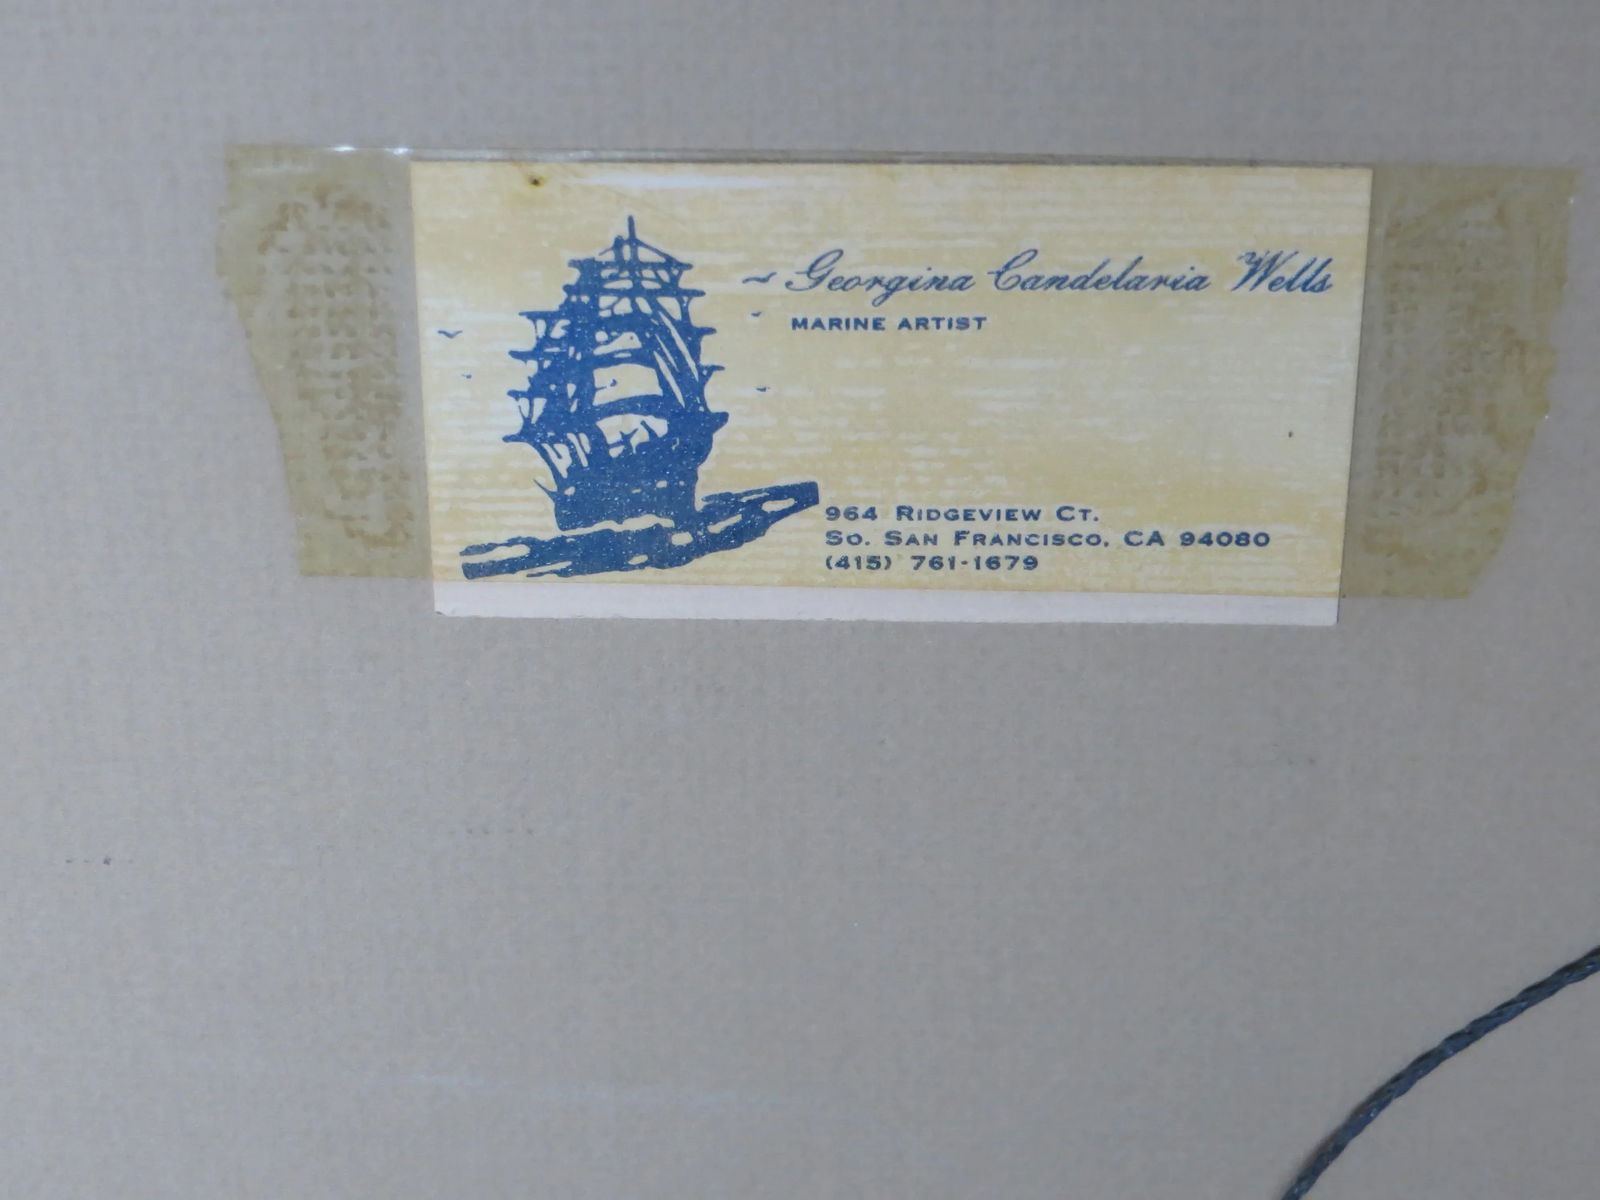 ~ Georgina Candelaria Wells
MARINE ARTIST
964 RIDGEVIEW CT.
SO. SAN FRANCISCO, CA 94080
(415) 761-1679